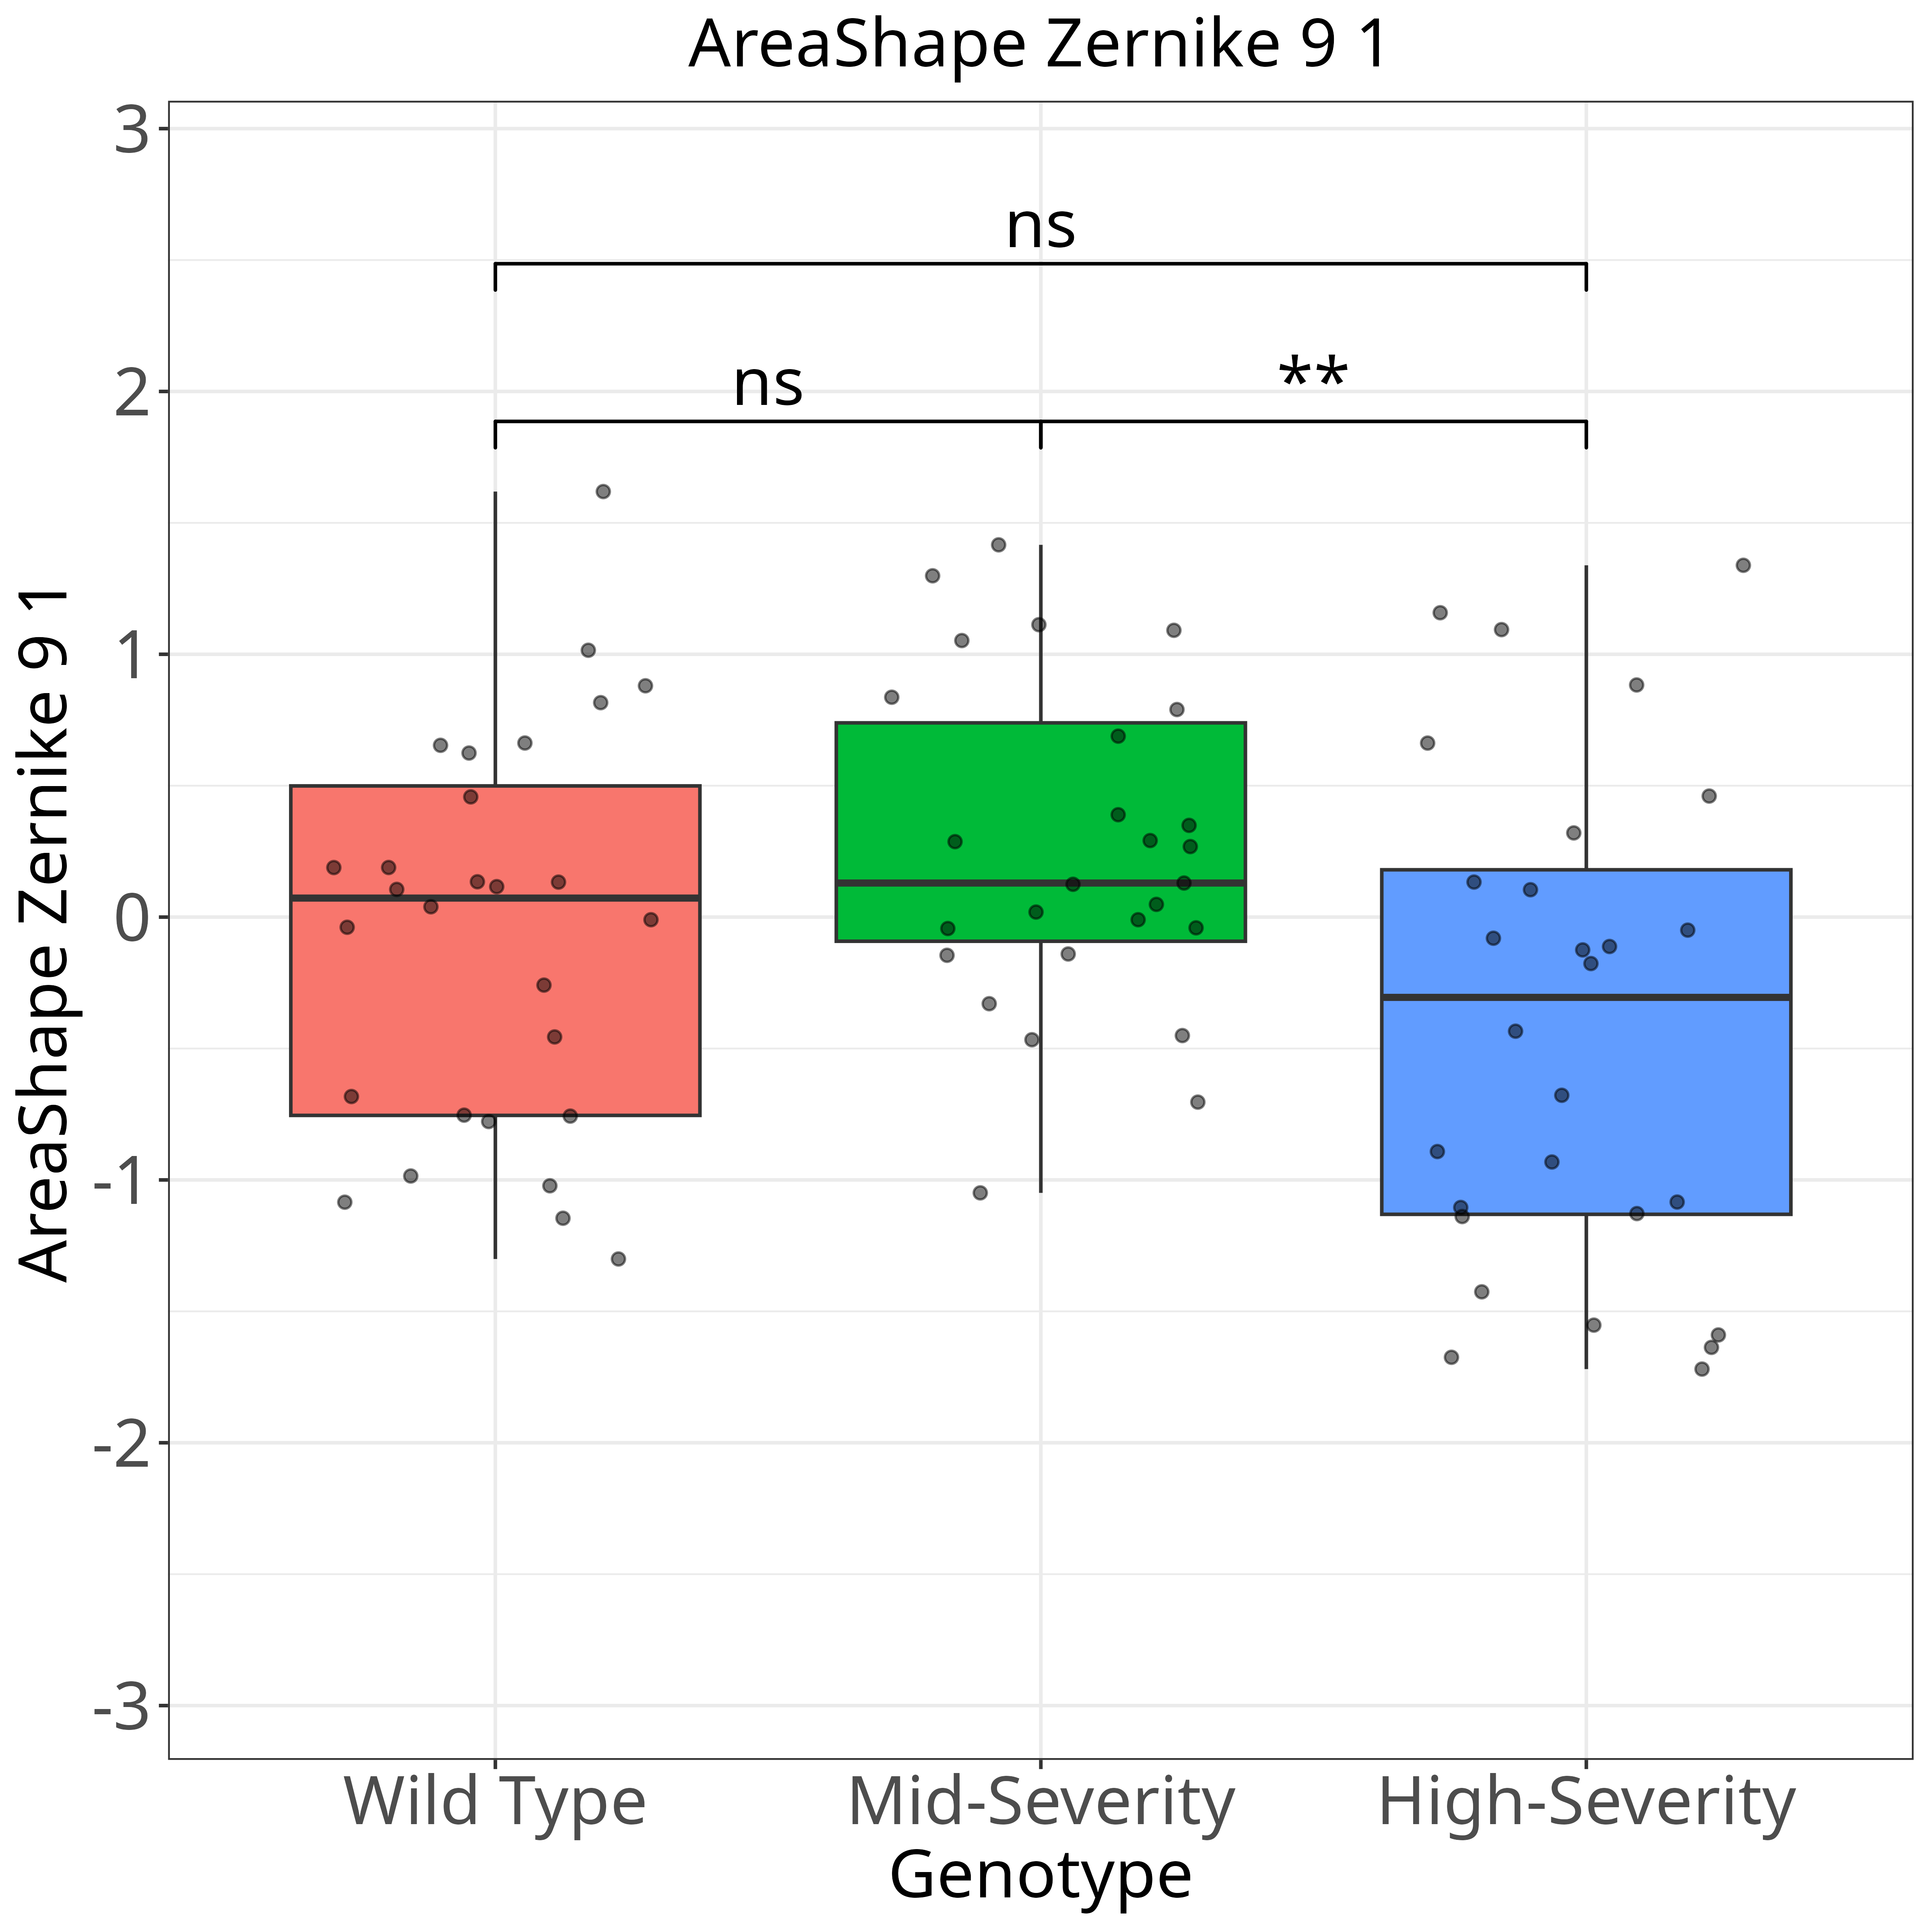 AreaShape Zernike 9 1
AreaShape Zernike 9 1
3
2
1
0
-1
-2
-3
ns
ns
**
Wild Type
Mid-Severity
High-Severity
Genotype